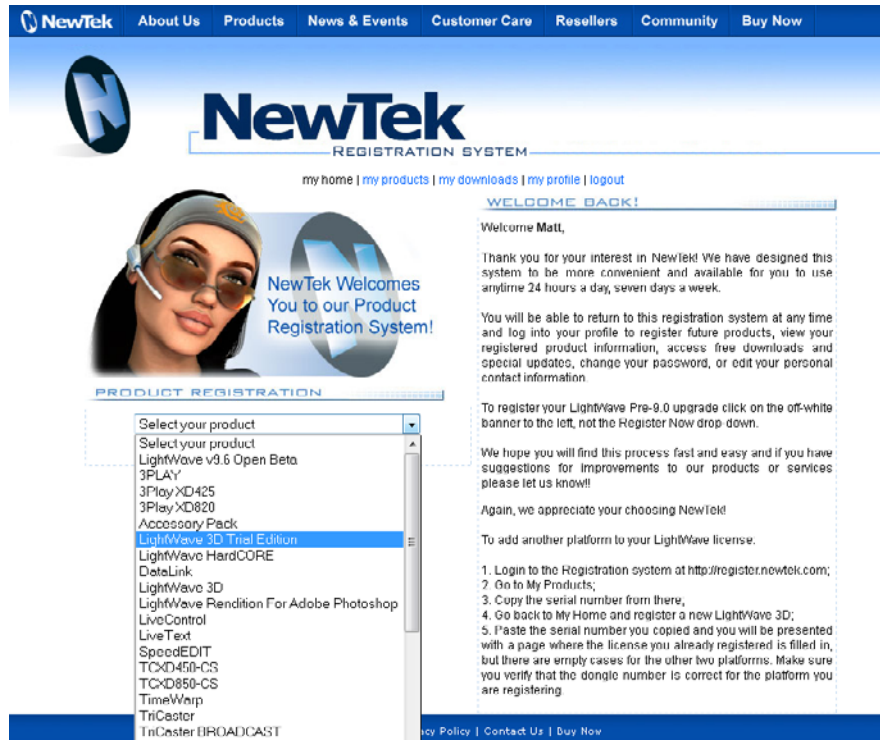 NewTek About Us Products News & Events Customer Care Resellers Community Buy Now
NewTek
REGISTRATION SYSTEM
my home | my products | my downloads | my profile | logout
NewTek Welcomes
You to our Product
Registration System!
PRODUCT REGISTRATION
Select your product
Select your product
LightWave v9.6 Open Beta
3PLAY
3Play XD425
3Play XD820
Accessory Pack
LightWave 3D Trial Edition
LightWave HardCORE
DataLink
LightWave 3D
LightWave Rendition For Adobe Photoshop
LiveControl
LiveText
SpeedEDIT
TCXD450-CS
TCXD850-CS
TimeWarp
TriCaster
TriCaster BROADCAST
WELCOME BACK!
Welcome Matt,
Thank you for your interest in NewTek! We have designed this
system to be more convenient and available for you to use
anytime 24 hours a day, seven days a week.
You will be able to return to this registration system at any time
and log into your profile to register future products, view your
registered product information, access free downloads and
special updates, change your password, or edit your personal
contact information.
To register your LightWave Pre-9.0 upgrade click on the off-white
banner to the left, not the Register Now drop-down.
We hope you will find this process fast and easy and if you have
suggestions for improvements to our products or services
please let us know!!
Again, we appreciate your choosing NewTek!
To add another platform to your LightWave license.
1. Login to the Registration system at http://register.newtek.com;
2. Go to My Products;
3. Copy the serial number from there;
4. Go back to My Home and register a new LightWave 3D;
5. Paste the serial number you copied and you will be presented
with a page where the license you already registered is filled in,
but there are empty cases for the other two platforms. Make sure
you verify that the dongle number is correct for the platform you
are registering.
acy Policy | Contact Us | Buy Now